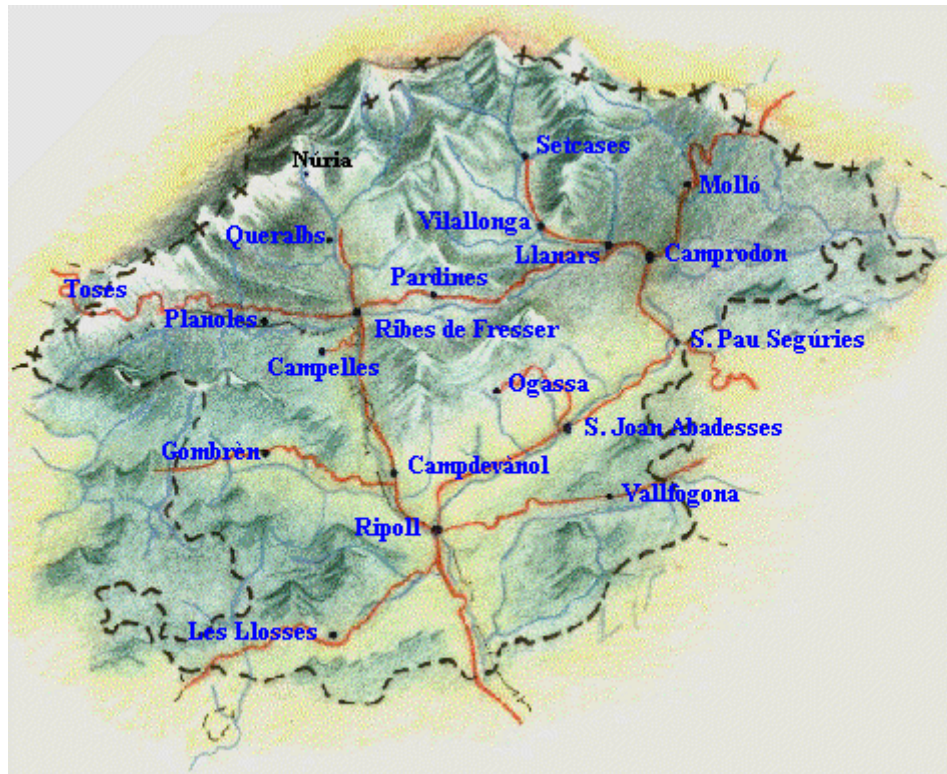 Setcases
Núria
Molló
Vilallonga
Queralbs
Llanars
Camprodon
Pardines
Toses
Planoles
Ribes de Fresser
S. Pau Segúries
Campelles
Ogassa
S. Joan Abadesses
Gombrèn
Campdevànol
Vallfogona
Ripoll
Les Llosses